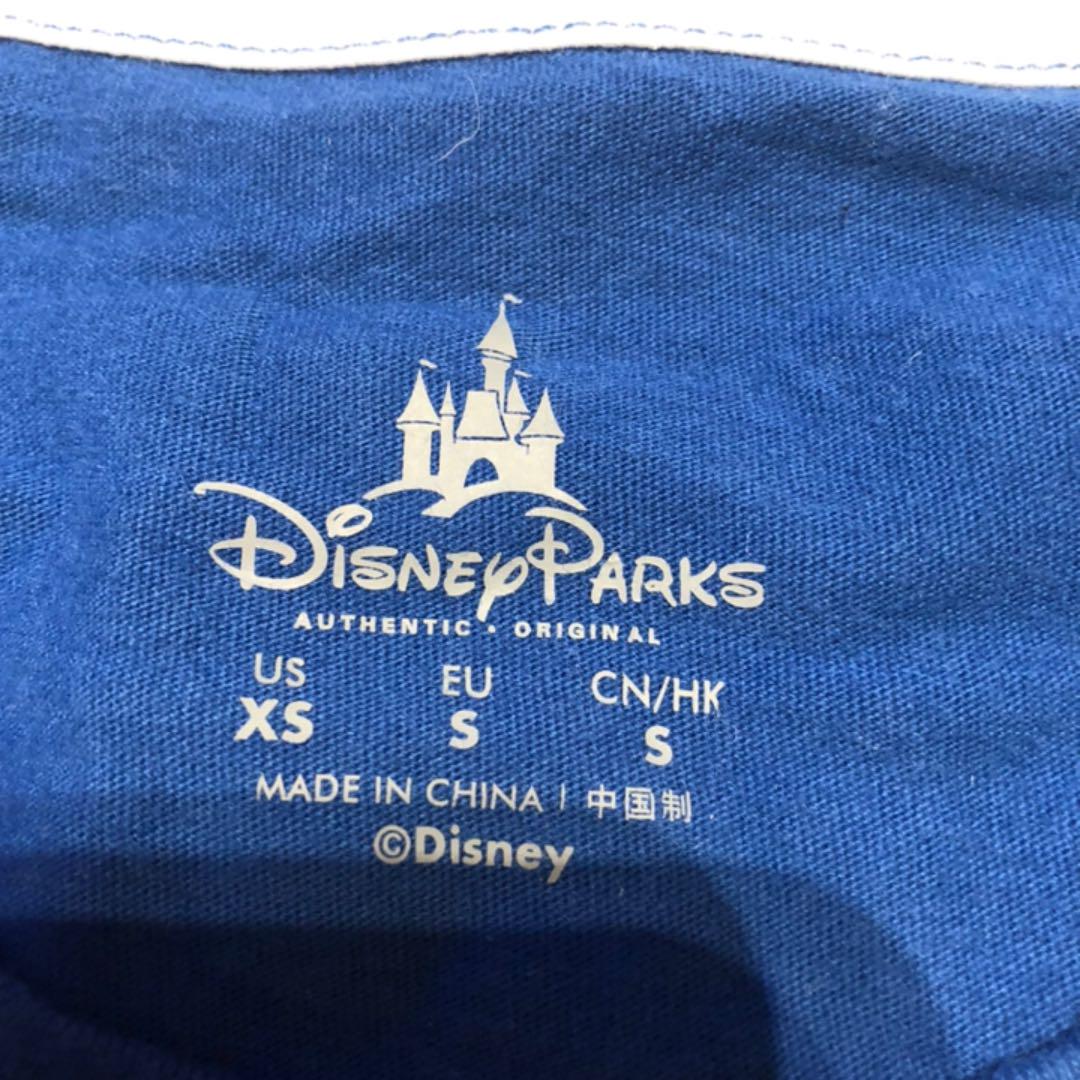 DISNEY PARKS
AUTHENTIC • ORIGINAL
US EU CN/HK
XS S S
MADE IN CHINA | 中国制
©Disney